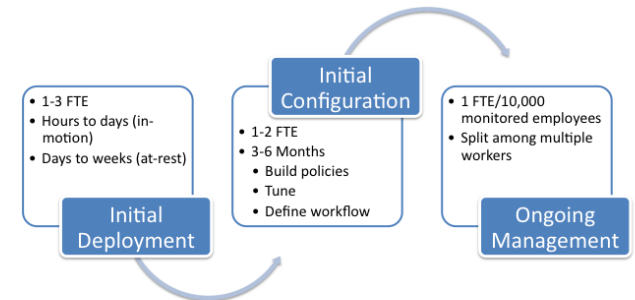 • 1-3 FTE
• Hours to days (in-
motion)
• Days to weeks (at-rest)
Initial
Deployment
Initial
Configuration
• 1-2 FTE
• 3-6 Months
• Build policies
• Tune
• Define workflow
• 1 FTE/10,000
monitored employees
• Split among multiple
workers
Ongoing
Management